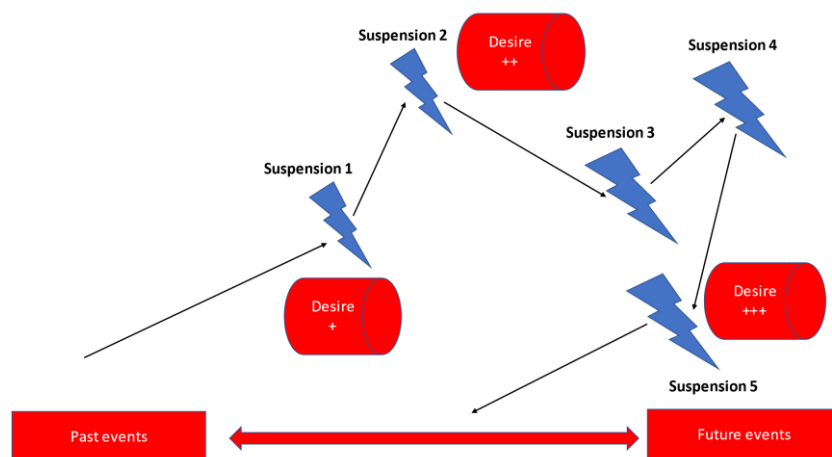 Suspension 2
Desire
++
Suspension 4
Suspension 3
Suspension 1
Desire
+
Desire
+++
Suspension 5
Past events
Future events